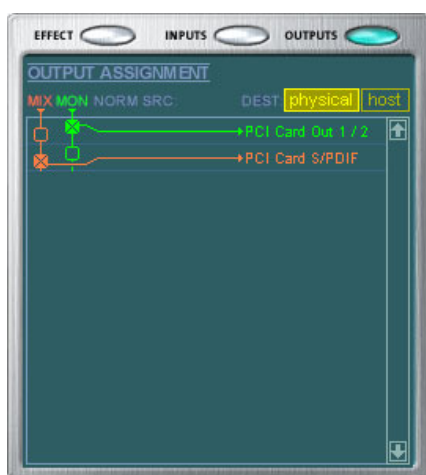 EFFECT INPUTS OUTPUTS
OUTPUT ASSIGNMENT
MIX MON NORM SRC: DEST physical host
PCI Card Out 1 / 2
PCI Card S/PDIF